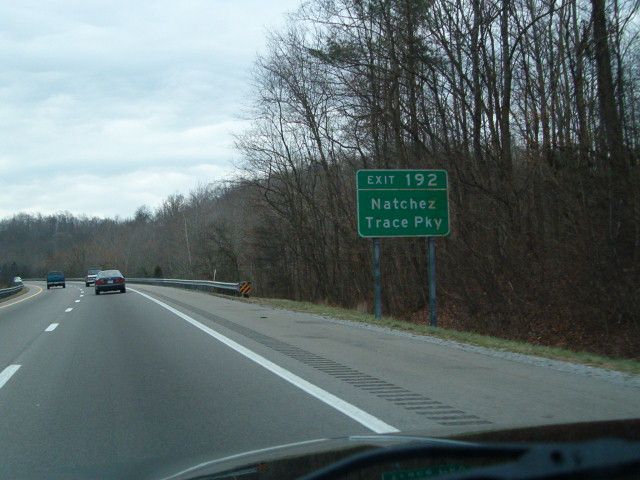 EXIT 192
Natchez
Trace Pky